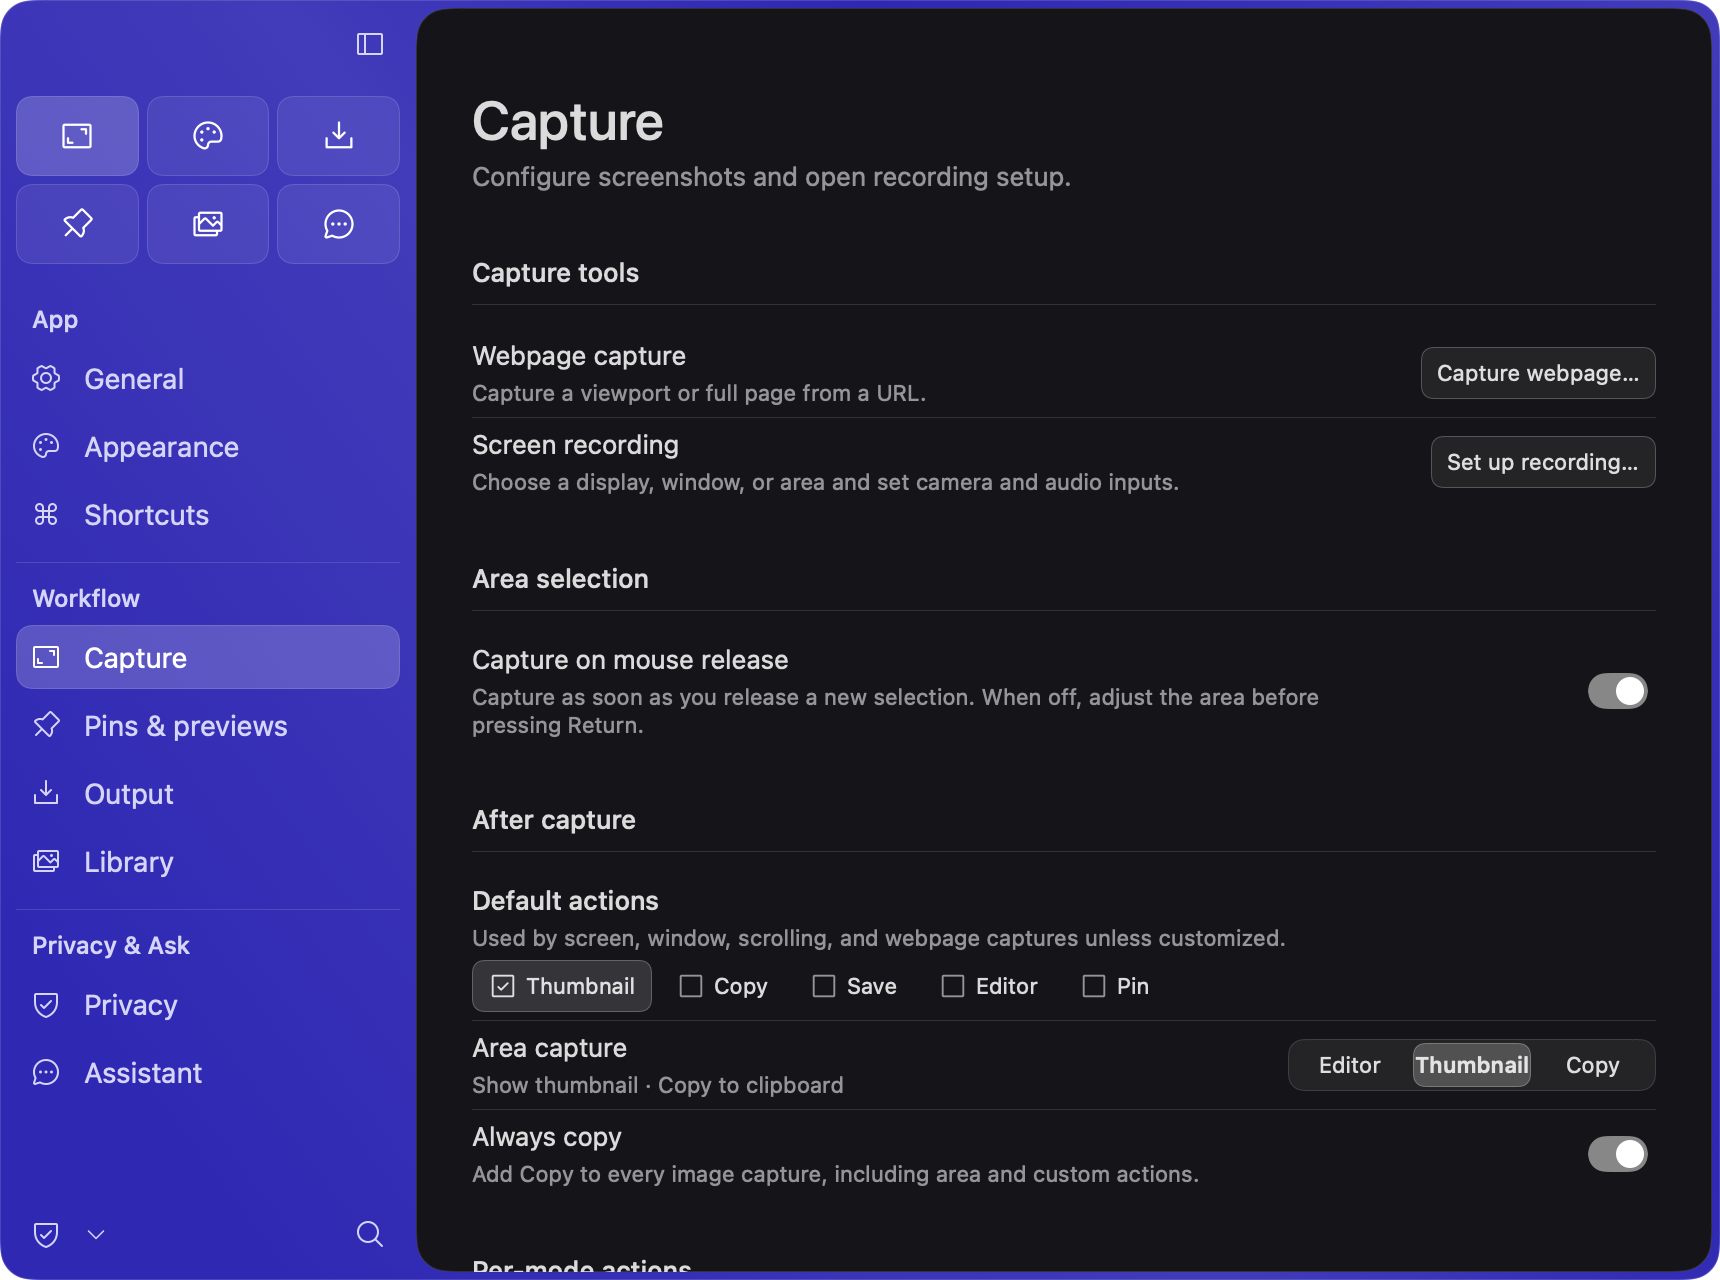 App
General
Appearance
Shortcuts
Workflow
Capture
Pins & previews
Output
Library
Privacy & Ask
Privacy
Assistant
Capture
Configure screenshots and open recording setup.
Capture tools
Webpage capture
Capture a viewport or full page from a URL.
Capture webpage...
Screen recording
Choose a display, window, or area and set camera and audio inputs.
Set up recording...
Area selection
Capture on mouse release
Capture as soon as you release a new selection. When off, adjust the area before
pressing Return.
After capture
Default actions
Used by screen, window, scrolling, and webpage captures unless customized.
Thumbnail Copy Save Editor Pin
Area capture
Show thumbnail · Copy to clipboard
Editor Thumbnail Copy
Always copy
Add Copy to every image capture, including area and custom actions.
Per-mode actions